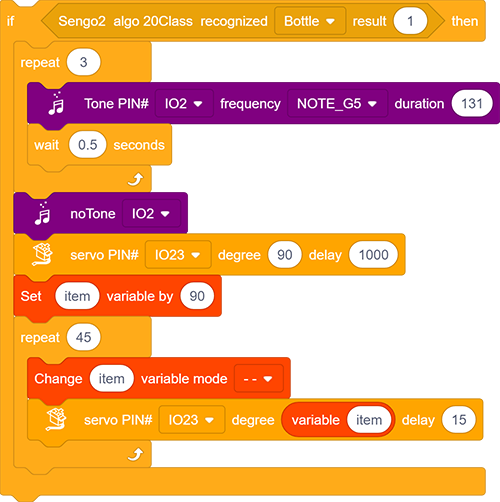 if Sengo2 algo 20Class recognized Bottle result 1 then
repeat 3
Tone PIN# IO2 frequency NOTE_G5 duration 131
wait 0.5 seconds
noTone IO2
servo PIN# IO23 degree 90 delay 1000
Set item variable by 90
repeat 45
Change item variable mode --
servo PIN# IO23 degree variable item delay 15